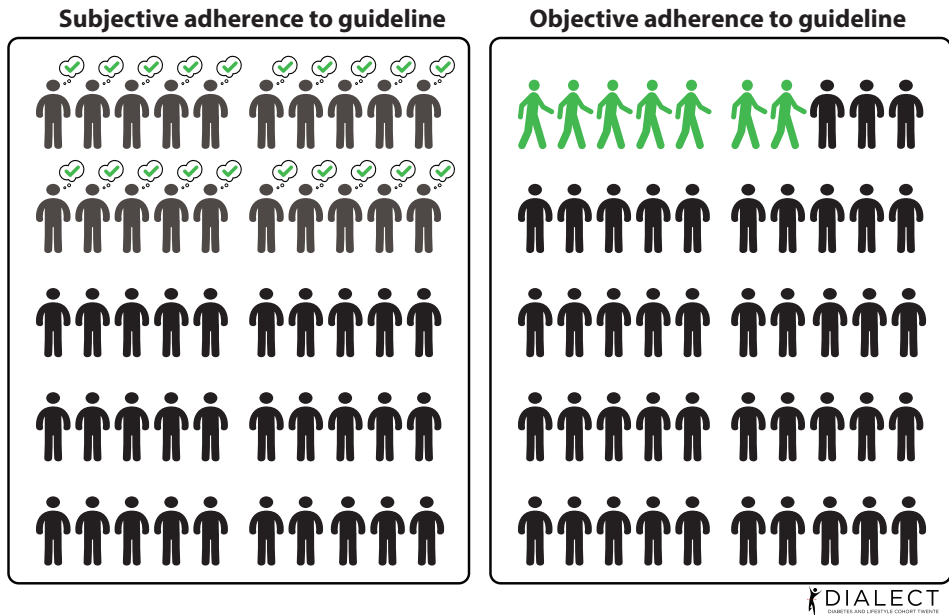 Subjective adherence to guideline
Objective adherence to guideline
DIALECT
DIABETES AND LIFESTYLE COHORT TWENTE